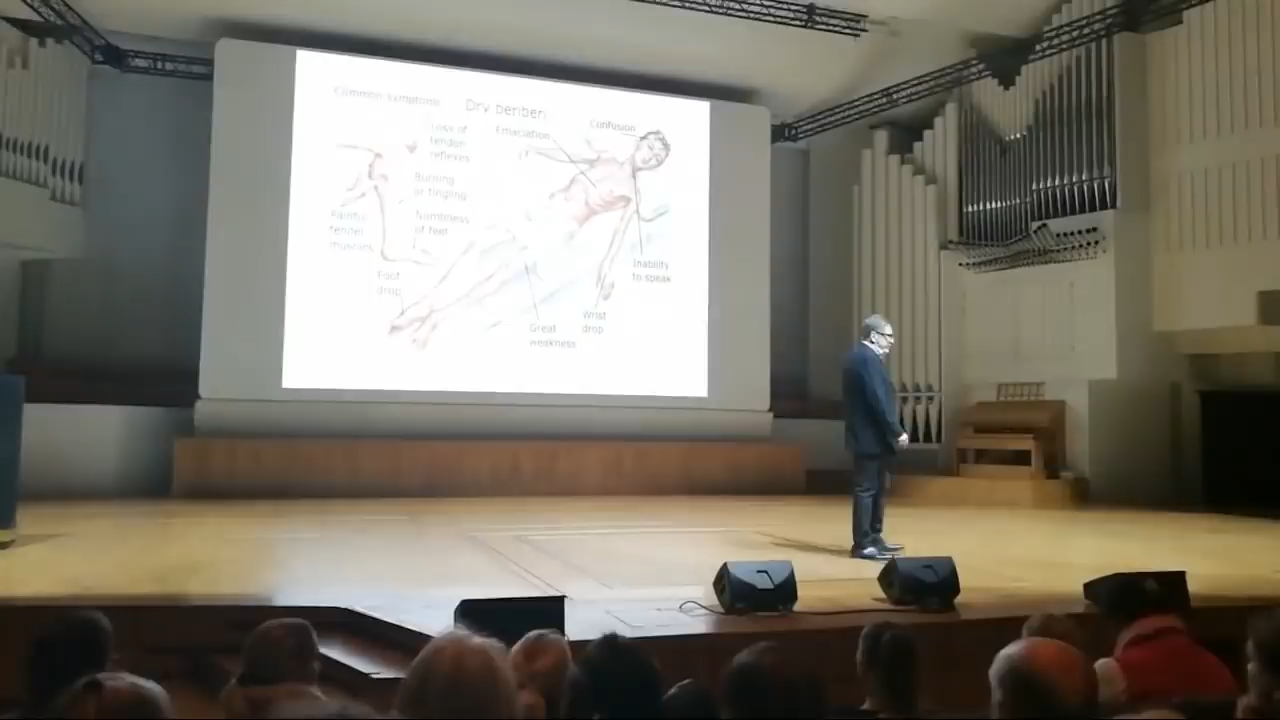 Common symptoms
Dry beriberi
Loss of
tendon
reflexes
Emaciation
Confusion
Burning
or tingling
Painful
tender
muscles
Numbness
of feet
Foot
drop
Inability
to speak
Wrist
drop
Great
weakness